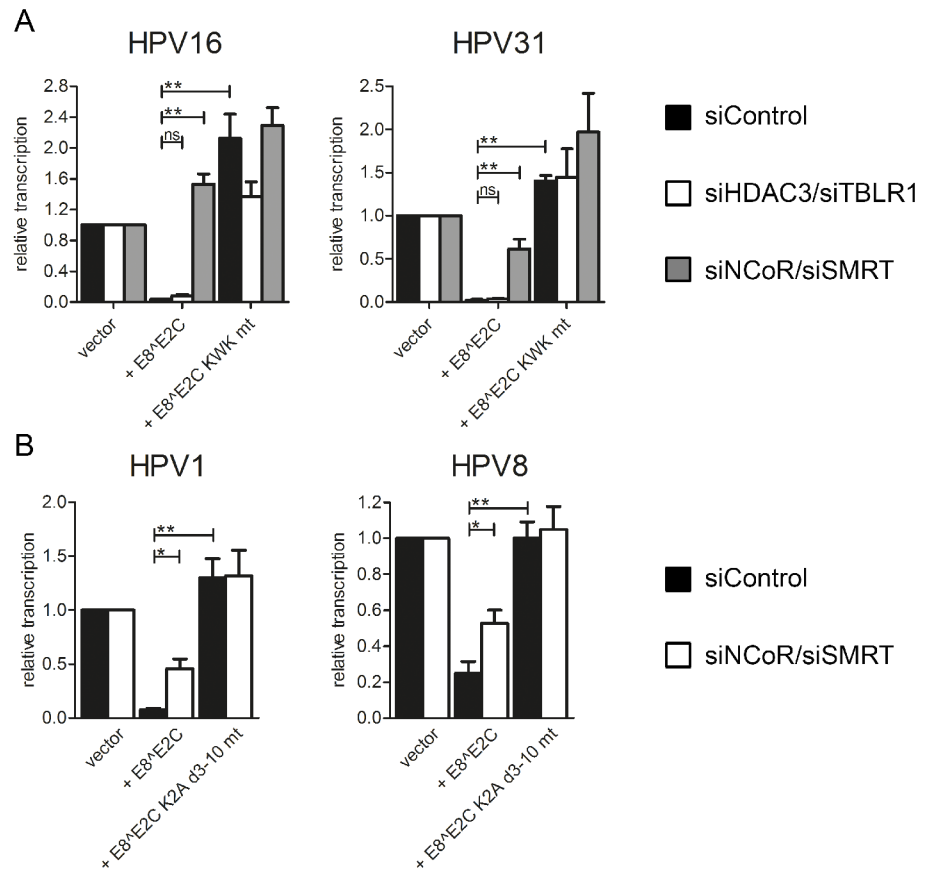 A
HPV16
relative transcription
2.8
2.4
2.0
1.6
1.2
0.8
0.4
0.0
**
**
ns
vector
+ E8^E2C
+ E8^E2C KWK mt
HPV31
relative transcription
2.5
2.0
1.5
1.0
0.5
0.0
**
**
ns
vector
+ E8^E2C
+ E8^E2C KWK mt
siControl
siHDAC3/siTBLR1
siNCoR/siSMRT
B
HPV1
relative transcription
2.0
1.5
1.0
0.5
0.0
**
*
vector
+ E8^E2C
+ E8^E2C K2A d3-10 mt
HPV8
relative transcription
1.2
1.0
0.8
0.6
0.4
0.2
0.0
**
*
vector
+ E8^E2C
+ E8^E2C K2A d3-10 mt
siControl
siNCoR/siSMRT